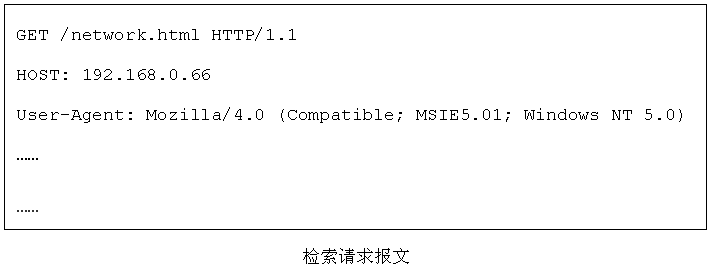 GET /network.html HTTP/1.1
HOST: 192.168.0.66
User-Agent: Mozilla/4.0 (Compatible; MSIE5.01; Windows NT 5.0)
……
……
检索请求报文